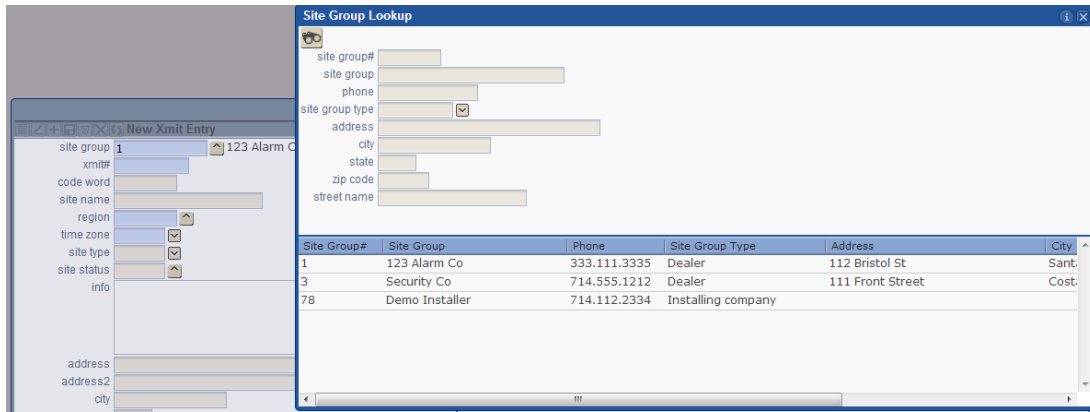 Site Group Lookup
site group#
site group
phone
site group type
address
city
state
zip code
street name
Site Group# Site Group Phone Site Group Type Address City
1 123 Alarm Co 333.111.3335 Dealer 112 Bristol St Sant
3 Security Co 714.555.1212 Dealer 111 Front Street Cost
78 Demo Installer 714.112.2334 Installing company
New Xmit Entry
site group 1 123 Alarm C
xmit#
code word
site name
region
time zone
site type
site status
info
address
address2
city